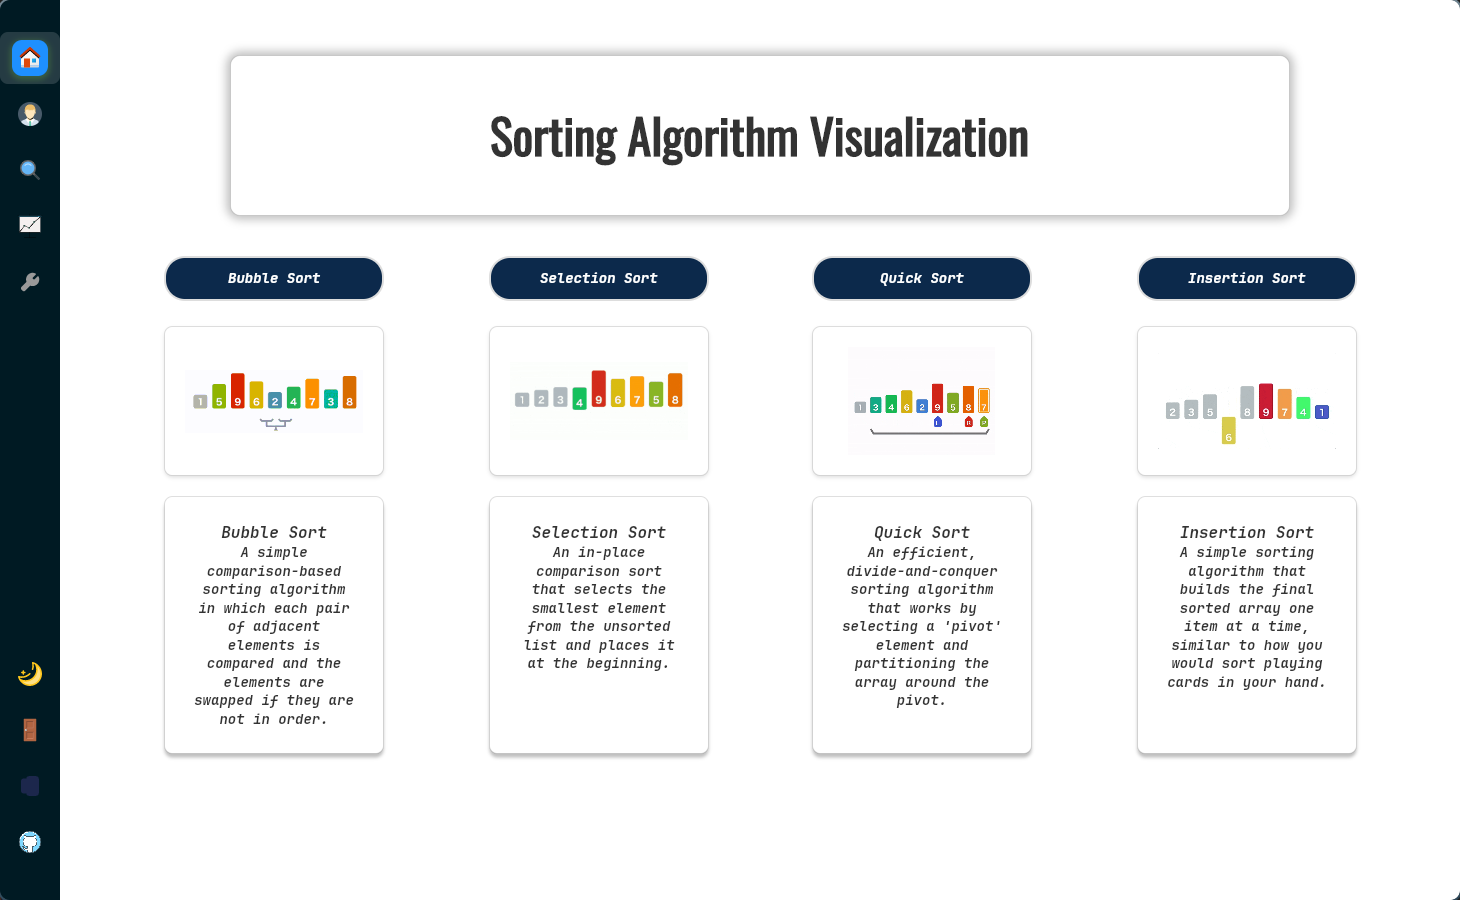 Sorting Algorithm Visualization
Bubble Sort
Selection Sort
Quick Sort
Insertion Sort
1 5 9 6 2 4 7 3 8
1 2 3 4 9 6 7 5 8
1 3 4 6 2 9 5 8 7
2 3 5 6 8 9 7 4 1
Bubble Sort
A simple
comparison-based
sorting algorithm
in which each pair
of adjacent
elements is
compared and the
elements are
swapped if they are
not in order.
Selection Sort
An in-place
comparison sort
that selects the
smallest element
from the unsorted
list and places it
at the beginning.
Quick Sort
An efficient,
divide-and-conquer
sorting algorithm
that works by
selecting a 'pivot'
element and
partitioning the
array around the
pivot.
Insertion Sort
A simple sorting
algorithm that
builds the final
sorted array one
item at a time,
similar to how you
would sort playing
cards in your hand.